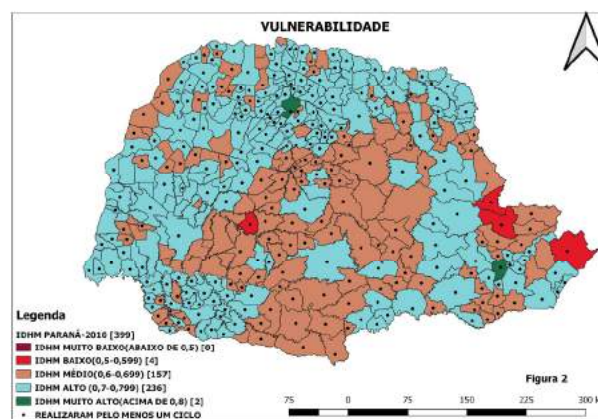 VULNERABILIDADE
Legenda
IDHM PARANÁ-2010 [399]
IDHM MUITO BAIXO(ABAIXO DE 0,5) [0]
IDHM BAIXO(0,5-0,599) [4]
IDHM MÉDIO(0,6-0,699) [157]
IDHM ALTO (0,7-0,799) [236]
IDHM MUITO ALTO(ACIMA DE 0,8) [2]
REALIZARAM PELO MENOS UM CICLO
Figura 2
75 0 75 150 225 300 k